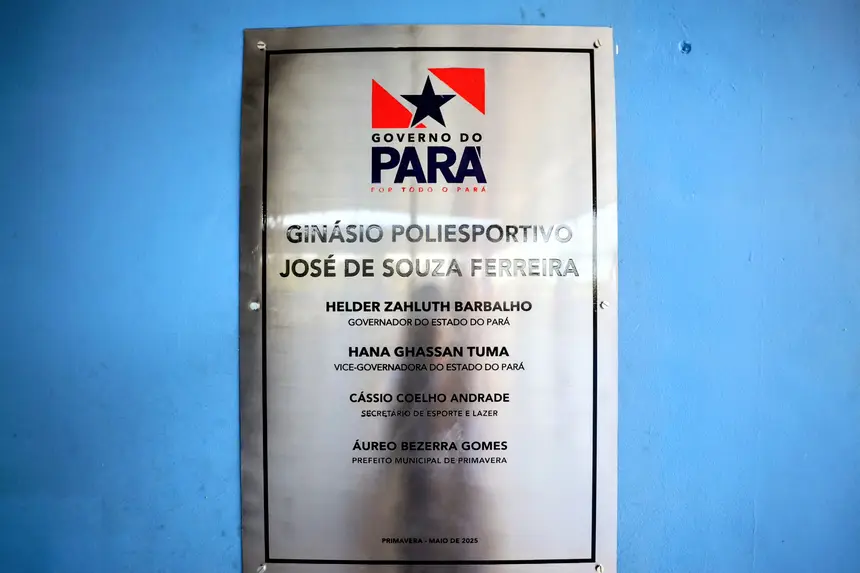 GOVERNO DO
PARÁ
POR TODO O PARÁ
GINÁSIO POLIESPORTIVO
JOSÉ DE SOUZA FERREIRA
HELDER ZAHLUTH BARBALHO
GOVERNADOR DO ESTADO DO PARÁ
HANA GHASSAN TUMA
VICE-GOVERNADORA DO ESTADO DO PARÁ
CÁSSIO COELHO ANDRADE
SECRETÁRIO DE ESPORTE E LAZER
ÁUREO BEZERRA GOMES
PREFEITO MUNICIPAL DE PRIMAVERA
PRIMAVERA - MAIO DE 2025